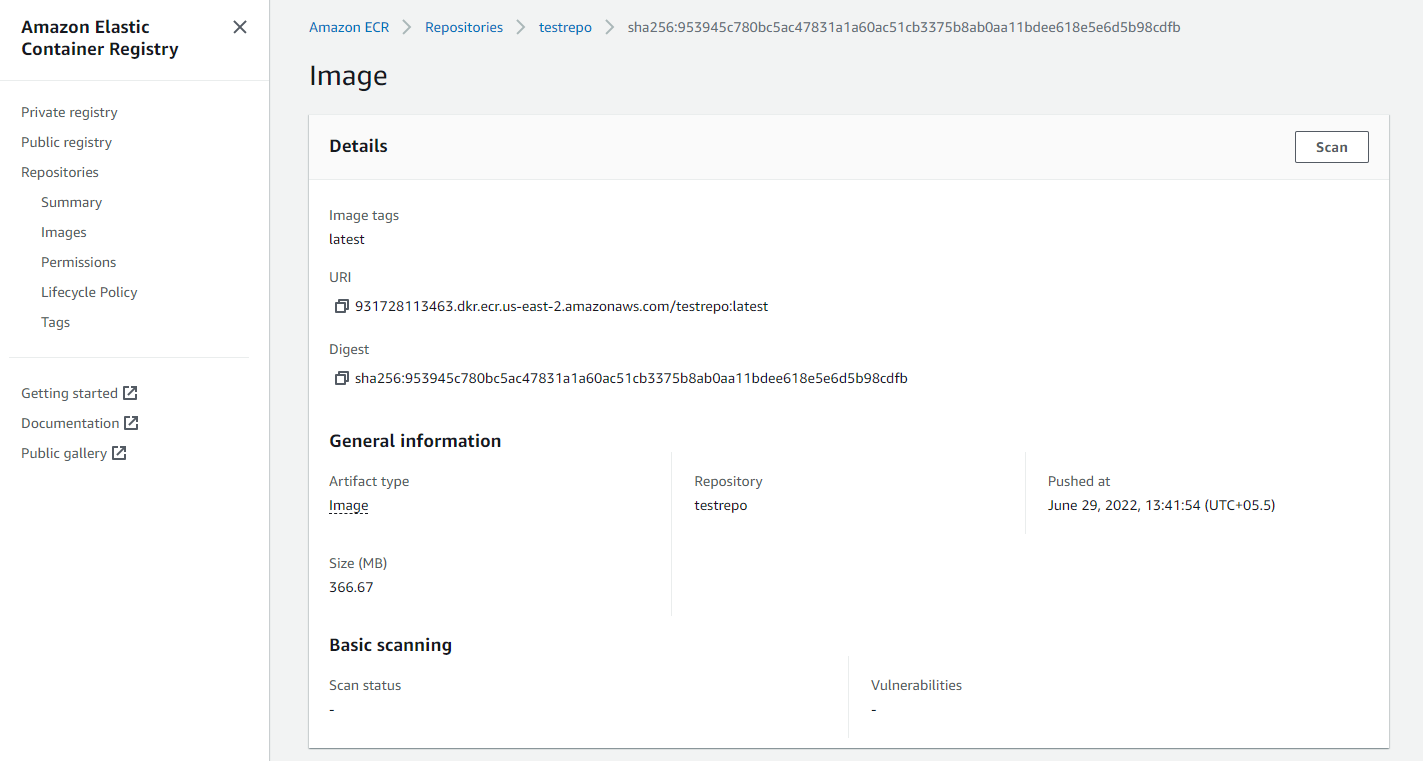 Amazon Elastic
Container Registry
Private registry
Public registry
Repositories
Summary
Images
Permissions
Lifecycle Policy
Tags
Getting started
Documentation
Public gallery
Amazon ECR Repositories testrepo sha256:953945c780bc5ac47831a1a60ac51cb3375b8ab0aa11bdee618e5e6d5b98cdfb
Image
Details
Scan
Image tags
latest
URI
931728113463.dkr.ecr.us-east-2.amazonaws.com/testrepo:latest
Digest
sha256:953945c780bc5ac47831a1a60ac51cb3375b8ab0aa11bdee618e5e6d5b98cdfb
General information
Artifact type
Image
Repository
testrepo
Pushed at
June 29, 2022, 13:41:54 (UTC+05.5)
Size (MB)
366.67
Basic scanning
Scan status
-
Vulnerabilities
-